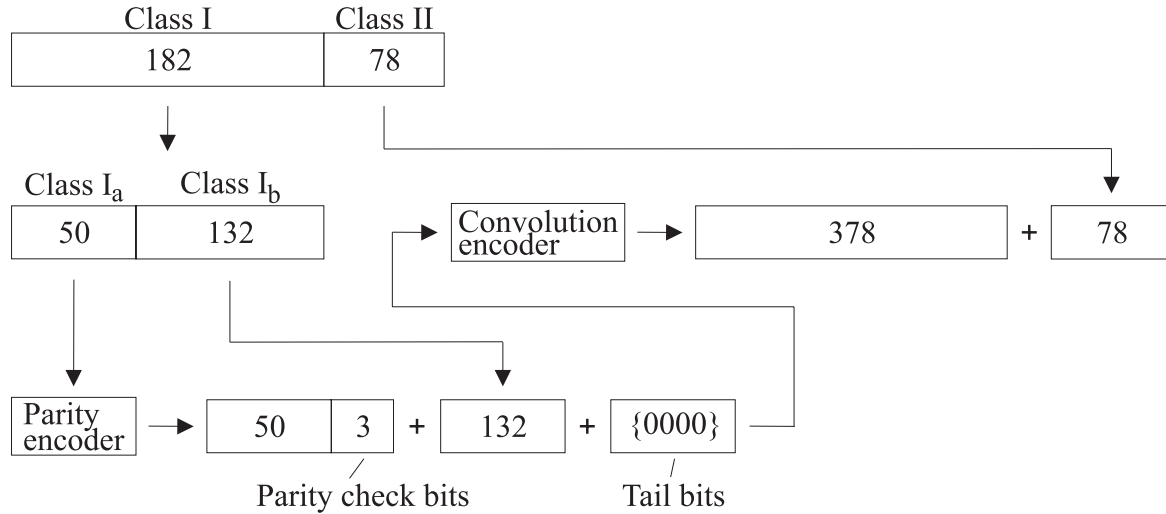 Class I Class II
182 78
Class Ia Class Ib
50 132
Convolution
encoder
378 + 78
Parity
encoder
50 3 + 132 + {0000}
Parity check bits Tail bits